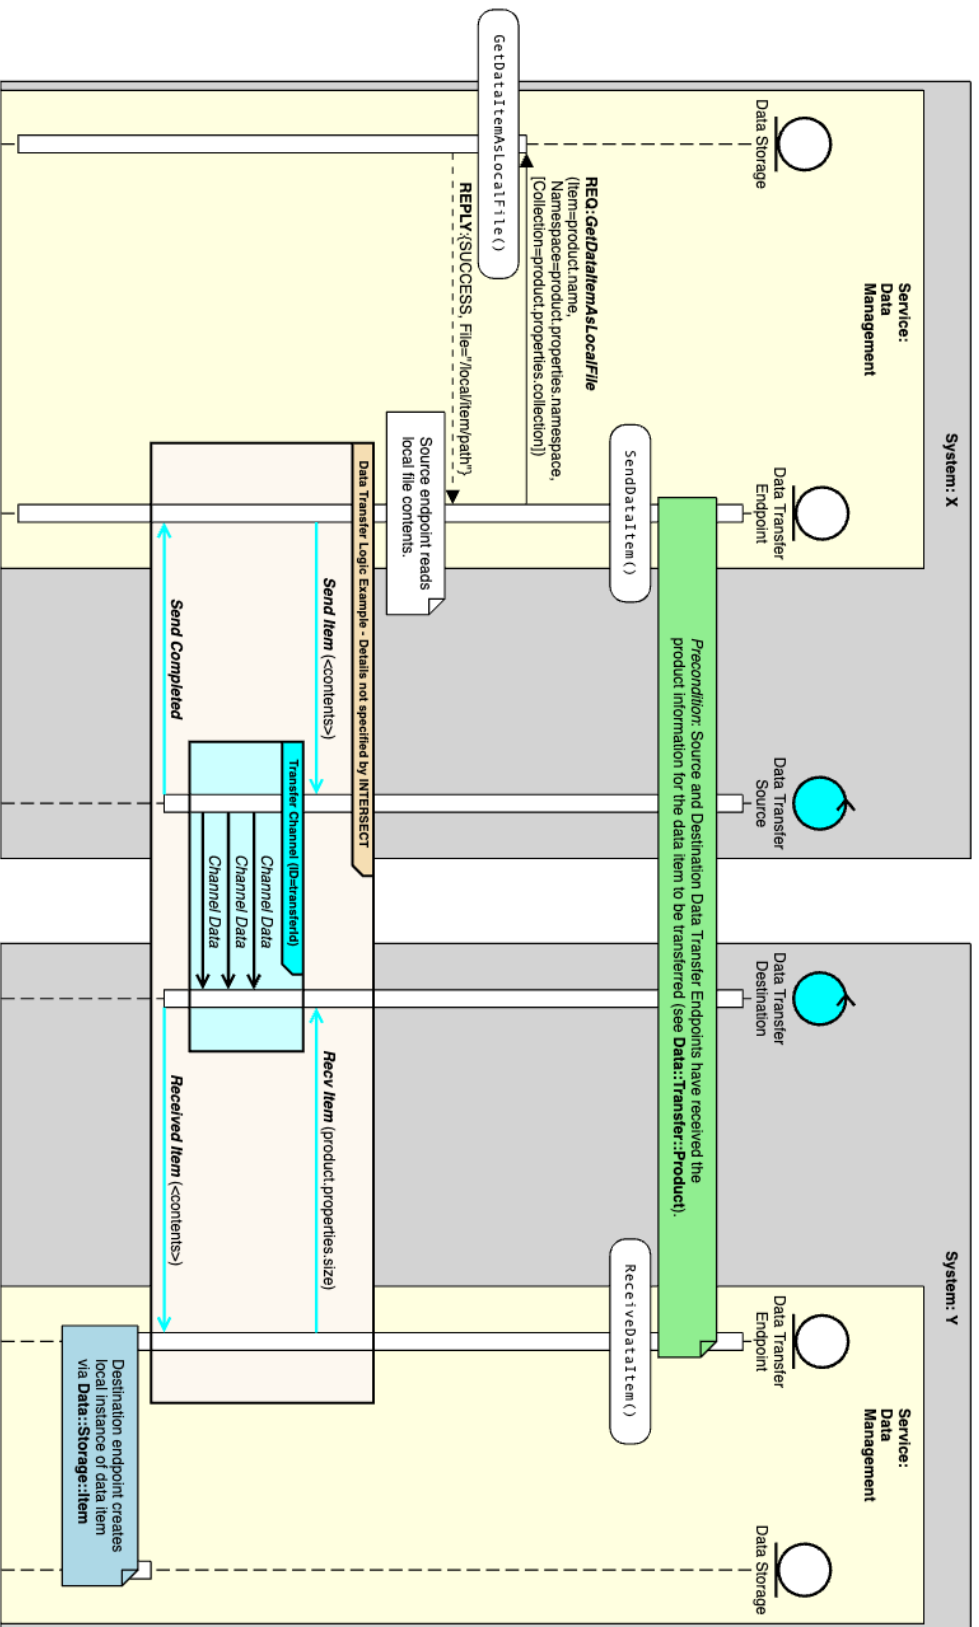 System: X
System: Y
Service:
Data
Management
Service:
Data
Management
Data Storage
Data Transfer
Endpoint
Data Transfer
Source
Data Transfer
Destination
Data Transfer
Endpoint
Data Storage
Precondition: Source and Destination Data Transfer Endpoints have received the
product information for the data item to be transferred (see Data::Transfer::Product).
SendDataItem()
ReceiveDataItem()
REQ:GetDataItemAsLocalFile
(Item=product.name,
Namespace=product.properties.namespace,
[Collection=product.properties.collection])
GetDataItemAsLocalFile()
REPLY:{SUCCESS, File="/local/item/path"}
Source endpoint reads
local file contents.
Data Transfer Logic Example - Details not specified by INTERSECT
Send Item (<contents>)
Recv Item (product.properties.size)
Transfer Channel (ID=transferId)
Channel Data
Channel Data
Channel Data
Send Completed
Received Item (<contents>)
Destination endpoint creates
local instance of data item
via Data::Storage::Item